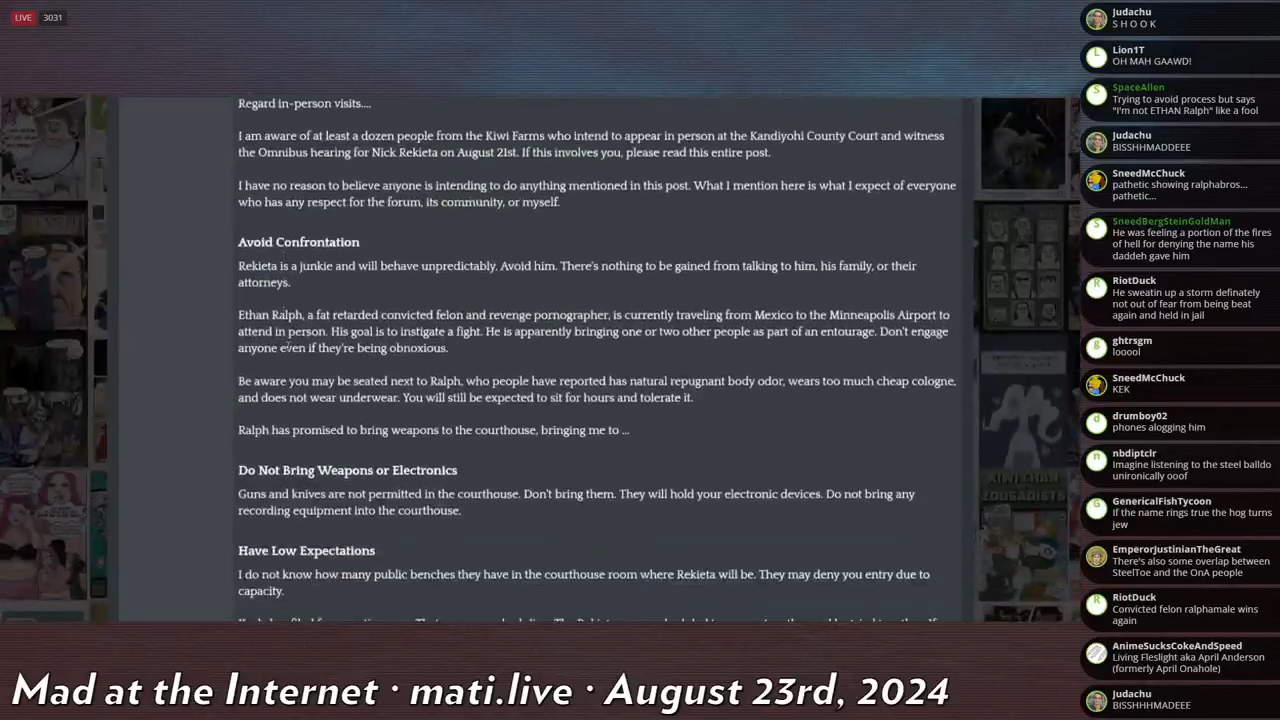 LIVE 3031
Regard in-person visits....
I am aware of at least a dozen people from the Kiwi Farms who intend to appear in person at the Kandiyohi County Court and witness
the Omnibus hearing for Nick Rekieta on August 21st. If this involves you, please read this entire post.
I have no reason to believe anyone is intending to do anything mentioned in this post. What I mention here is what I expect of everyone
who has any respect for the forum, its community, or myself.
Avoid Confrontation
Rekieta is a junkie and will behave unpredictably. Avoid him. There's nothing to be gained from talking to him, his family, or their
attorneys.
Ethan Ralph, a fat retarded convicted felon and revenge pornographer, is currently traveling from Mexico to the Minneapolis Airport to
attend in person. His goal is to instigate a fight. He is apparently bringing one or two other people as part of an entourage. Don't engage
anyone even if they're being obnoxious.
Be aware you may be seated next to Ralph, who people have reported has natural repugnant body odor, wears too much cheap cologne,
and does not wear underwear. You will still be expected to sit for hours and tolerate it.
Ralph has promised to bring weapons to the courthouse, bringing me to ...
Do Not Bring Weapons or Electronics
Guns and knives are not permitted in the courthouse. Don't bring them. They will hold your electronic devices. Do not bring any
recording equipment into the courthouse.
Have Low Expectations
I do not know how many public benches they have in the courthouse room where Rekieta will be. They may deny you entry due to
capacity.
KIWI CHAN
Judachu
S H O O K
Lion1T
OH MAH GAAWD!
SpaceAllen
Trying to avoid process but says
"I'm not ETHAN Ralph" like a fool
Judachu
BISSHHMADDEEE
SneedMcChuck
pathetic showing ralphabros...
pathetic...
SneedBergSteinGoldMan
He was feeling a portion of the fires
of hell for denying the name his
daddeh gave him
RiotDuck
He sweatin up a storm definately
not out of fear from being beat
again and held in jail
ghtrsgm
looool
SneedMcChuck
KEK
drumboy02
phones alogging him
nbdiptclr
Imagine listening to the steel balldo
unironically ooof
GenericalFishTycoon
If the name rings true the hog turns
jew
EmperorJustinianTheGreat
There's also some overlap between
SteelToe and the OnA people
RiotDuck
Convicted felon ralphamale wins
again
AnimeSucksCokeAndSpeed
Living Fleslight aka April Anderson
(formerly April Onahole)
Judachu
BISSHHHMADEEE
Mad at the Internet · mati.live · August 23rd, 2024